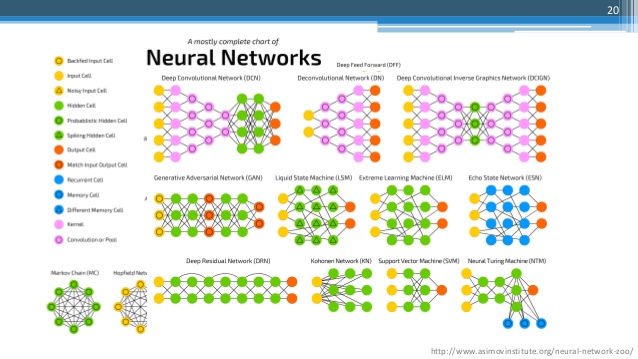 20
A mostly complete chart of
Neural Networks
Deep Feed Forward (DFF)
Backfed Input Cell
Input Cell
Noisy Input Cell
Hidden Cell
Probablistic Hidden Cell
Spiking Hidden Cell
Output Cell
Match Input Output Cell
Recurrent Cell
Memory Cell
Different Memory Cell
Kernel
Convolution or Pool
Deep Convolutional Network (DCN)
Deconvolutional Network (DN)
Deep Convolutional Inverse Graphics Network (DCIGN)
Generative Adversarial Network (GAN)
Liquid State Machine (LSM)
Extreme Learning Machine (ELM)
Echo State Network (ESN)
Deep Residual Network (DRN)
Kohonen Network (KN)
Support Vector Machine (SVM)
Neural Turing Machine (NTM)
Markov Chain (MC)
Hopfield Net
http://www.asimovinstitute.org/neural-network-zoo/